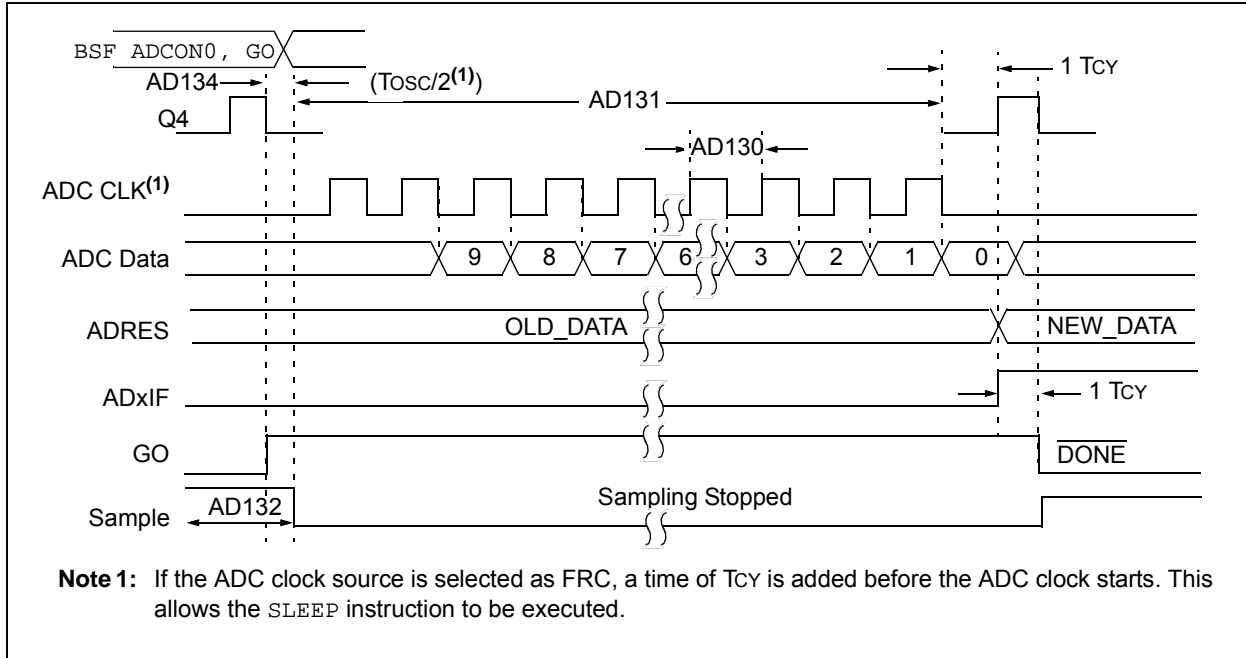 BSF ADCON0, GO
AD134 (TOSC/2(1)) 1 TCY
AD131
Q4
AD130
ADC CLK(1)
ADC Data 9 8 7 6 3 2 1 0
ADRES OLD_DATA NEW_DATA
ADxIF 1 TCY
GO DONE
Sample AD132 Sampling Stopped
Note 1: If the ADC clock source is selected as FRC, a time of TCY is added before the ADC clock starts. This
allows the SLEEP instruction to be executed.